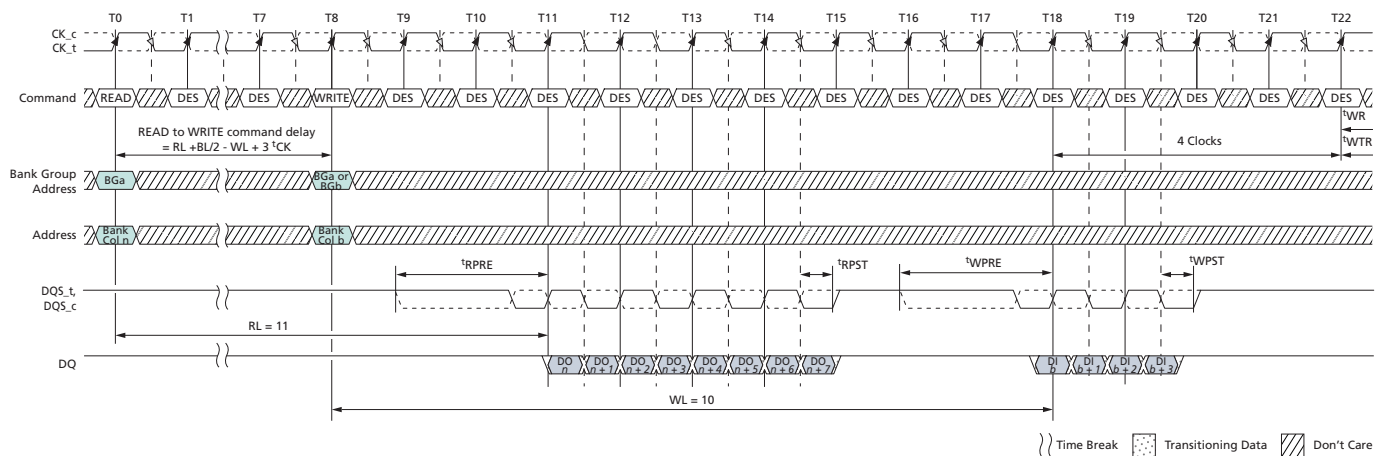 T0 T1 T7 T8 T9 T10 T11 T12 T13 T14 T15 T16 T17 T18 T19 T20 T21 T22
CK_c
CK_t
Command READ DES DES WRITE DES DES DES DES DES DES DES DES DES DES DES DES DES DES
tWR
READ to WRITE command delay
= RL +BL/2 - WL + 3 tCK
4 Clocks
tWTR
Bank Group
Address
BGa
BGa or
BGb
Address
Bank
Col n
Bank
Col b
tRPRE
tRPST
tWPRE
tWPST
DQS_t,
DQS_c
RL = 11
DQ
DO
n
DO
n + 1
DO
n + 2
DO
n + 3
DO
n + 4
DO
n + 5
DO
n + 6
DO
n + 7
DI
b
DI
b + 1
DI
b + 2
DI
b + 3
WL = 10
Time Break Transitioning Data Don't Care